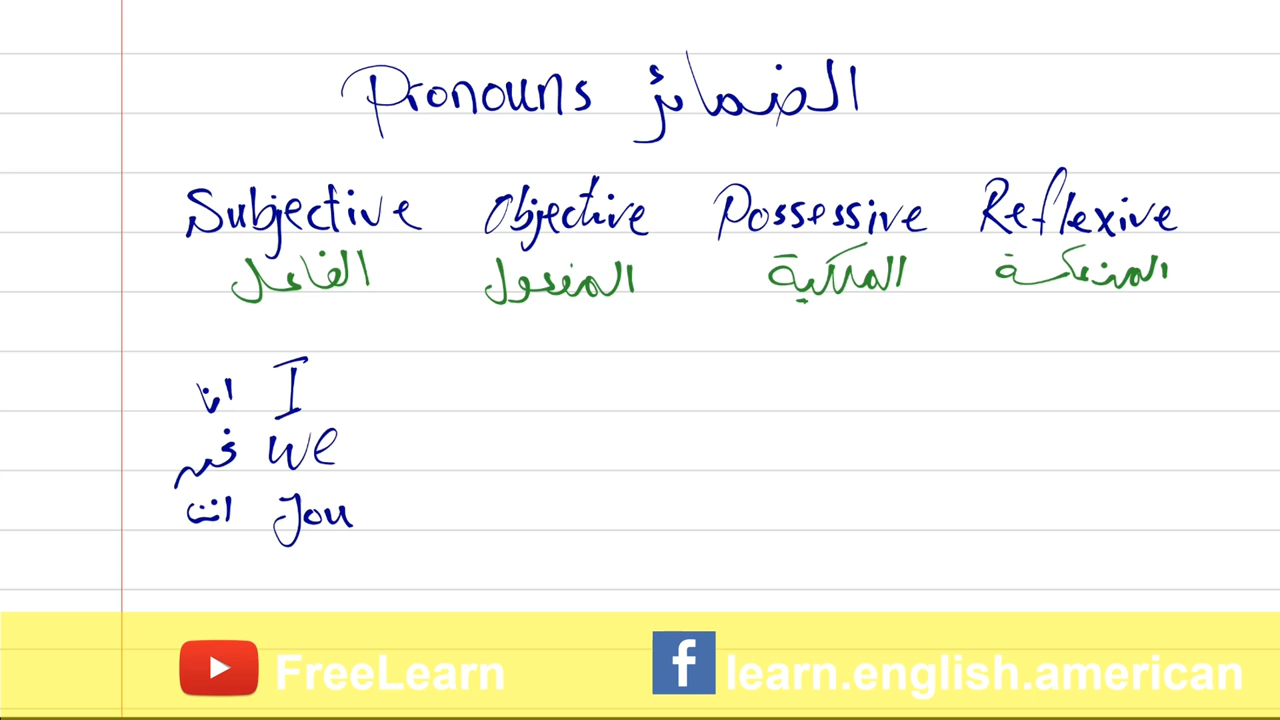 Pronouns الضمائر
Subjective Objective Possessive Reflexive
الفاعل المفعول الملكية المنعكسة
انا I
نحن We
انت You
FreeLearn learn.english.american